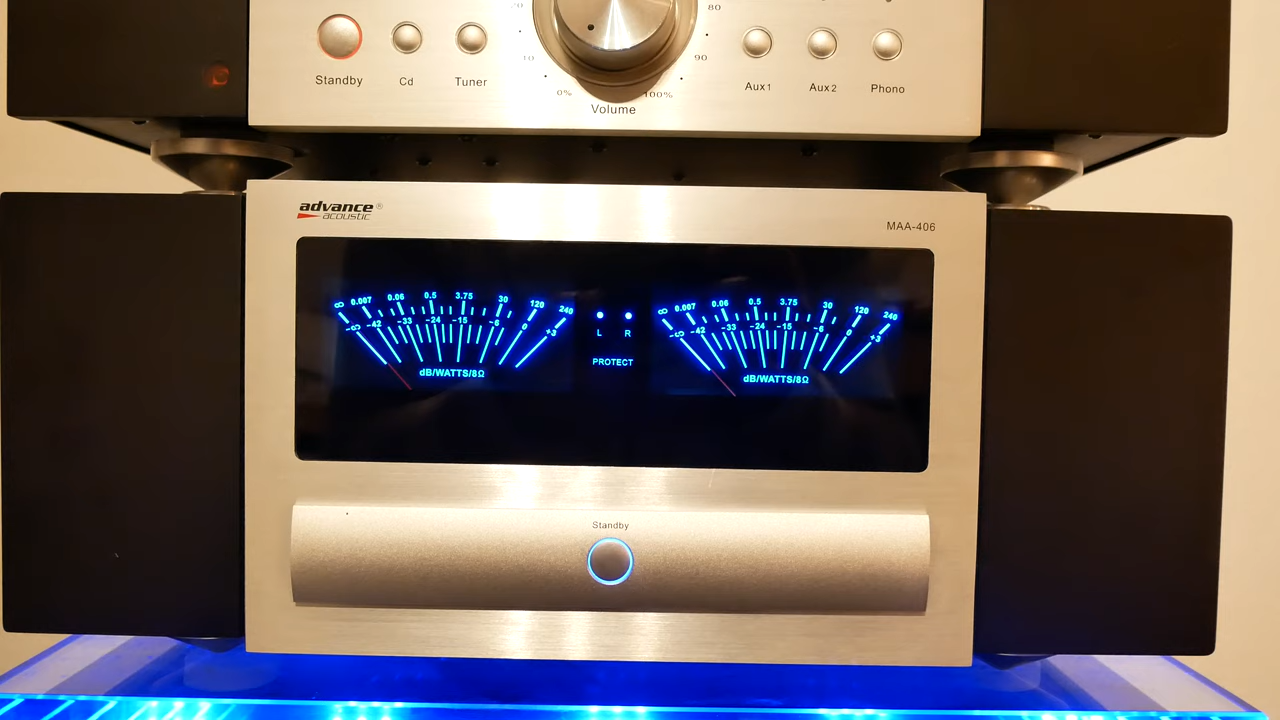 20 80
10 90
0% 100%
Standby Cd Tuner Volume Aux1 Aux2 Phono
advance®
acoustic
MAA-406
∞ 0.007 0.06 0.5 3.75 30 120 240
-∞ -42 -33 -24 -15 -6 0 +3
dB/WATTS/8Ω
L R
PROTECT
∞ 0.007 0.06 0.5 3.75 30 120 240
-∞ -42 -33 -24 -15 -6 0 +3
dB/WATTS/8Ω
Standby